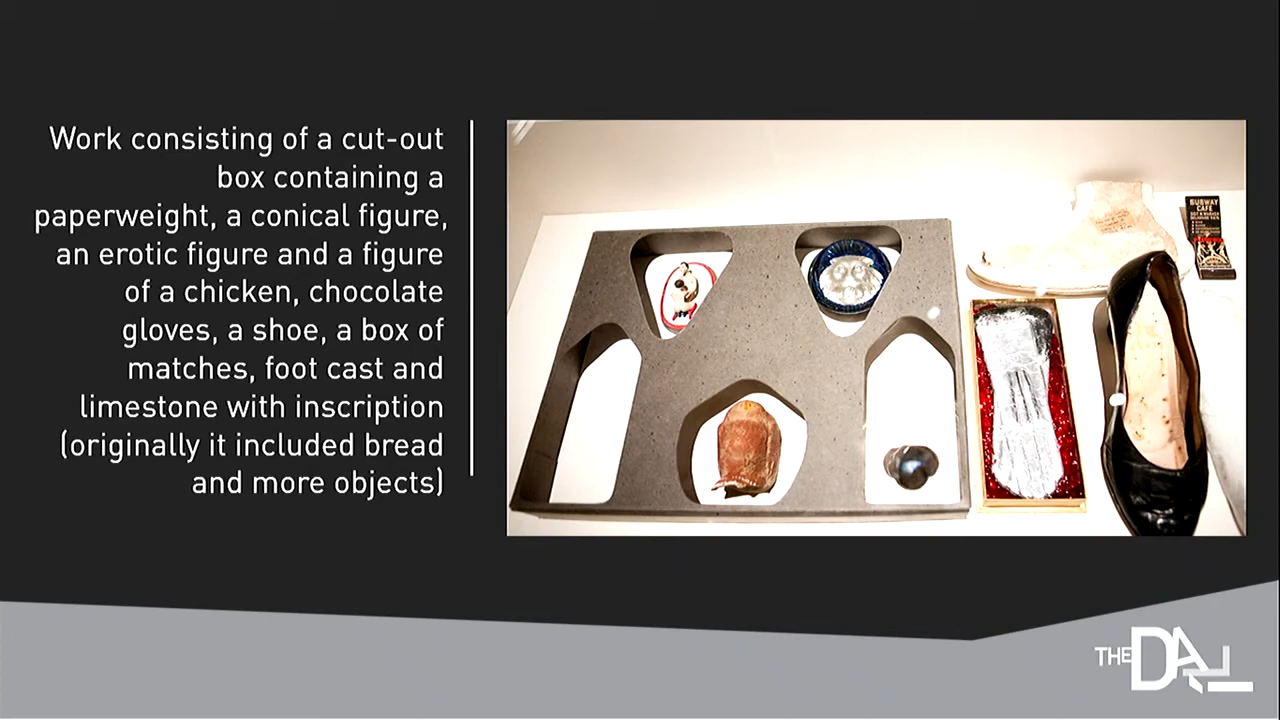 Work consisting of a cut-out
box containing a
paperweight, a conical figure,
an erotic figure and a figure
of a chicken, chocolate
gloves, a shoe, a box of
matches, foot cast and
limestone with inscription
(originally it included bread
and more objects)
SUBWAY
CAFE
THE DALÍ